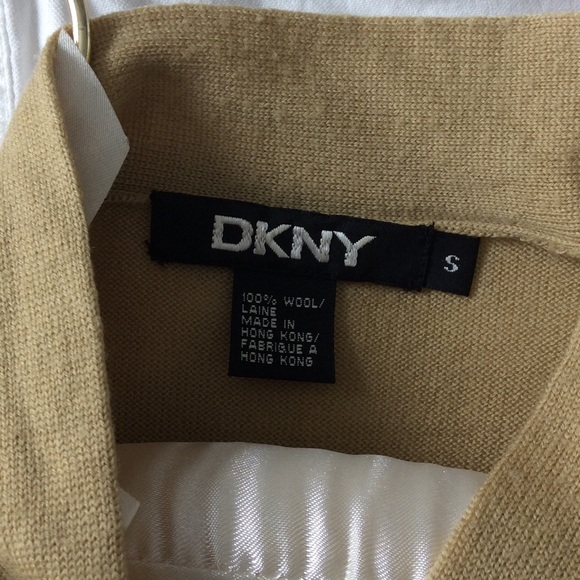 DKNY
S
100% WOOL/
LAINE
MADE IN
HONG KONG/
FABRIQUE A
HONG KONG